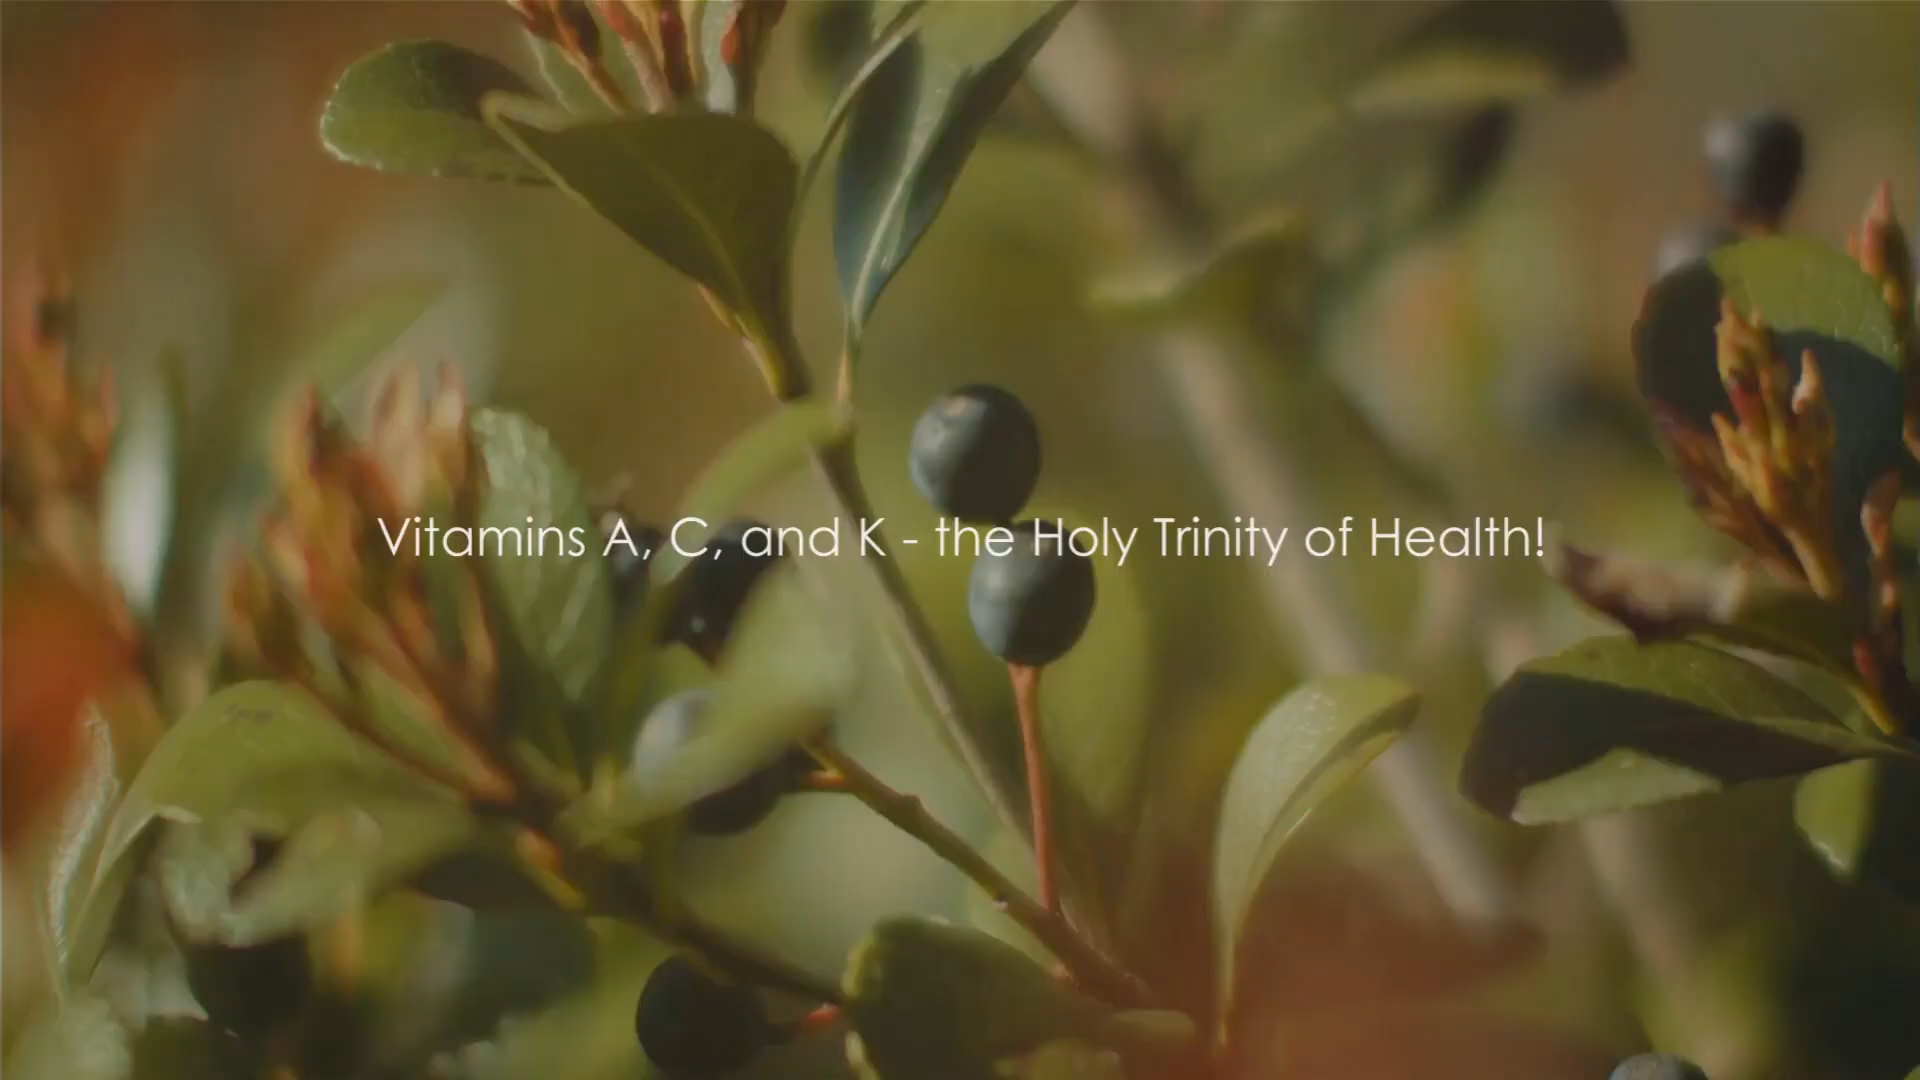 Vitamins A, C, and K - the Holy Trinity of Health!